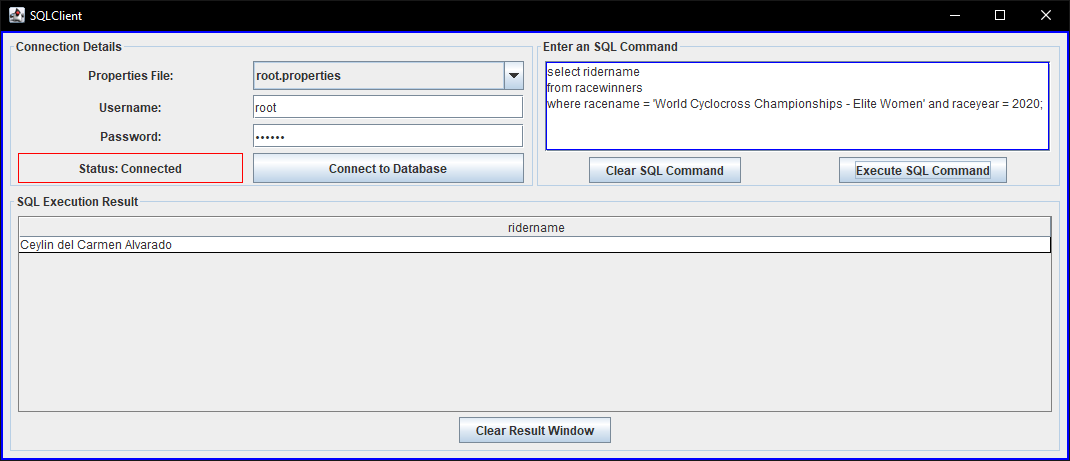 SQLClient
Connection Details
Properties File:
root.properties
Username:
root
Password:
••••••
Status: Connected
Connect to Database
Enter an SQL Command
select ridername
from racewinners
where racename = 'World Cyclocross Championships - Elite Women' and raceyear = 2020;
Clear SQL Command
Execute SQL Command
SQL Execution Result
ridername
Ceylin del Carmen Alvarado
Clear Result Window